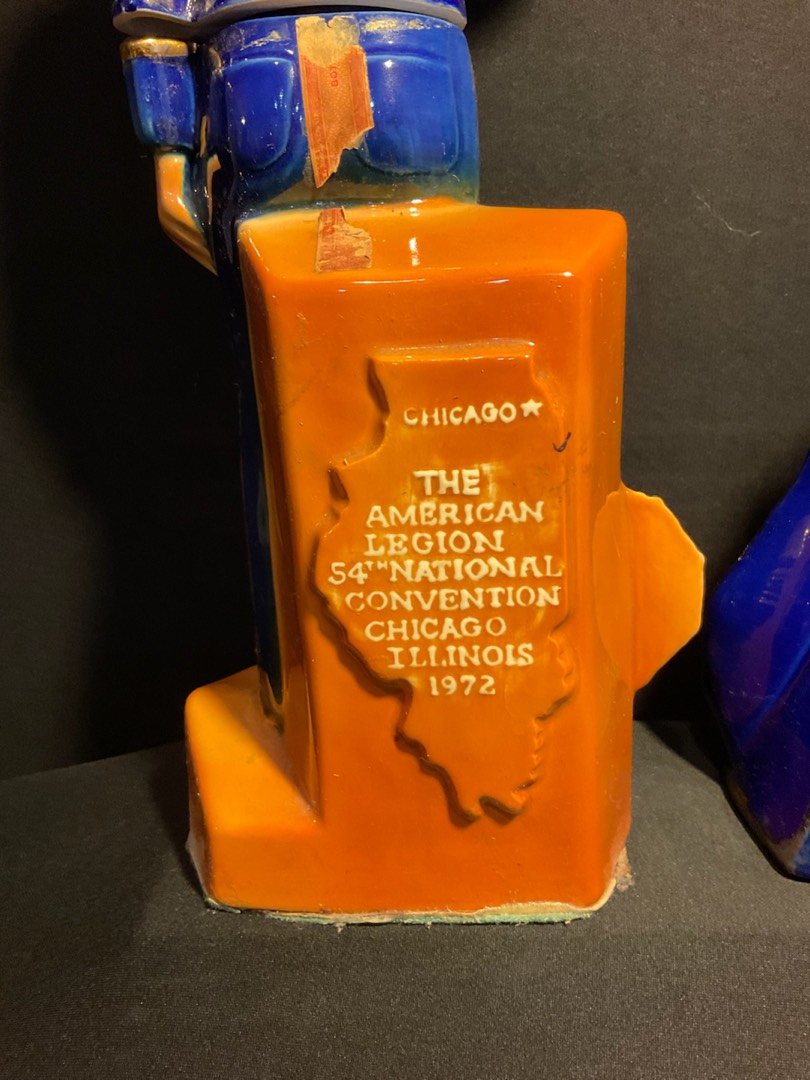 CHICAGO★
THE
AMERICAN
LEGION
54TH NATIONAL
CONVENTION
CHICAGO
ILLINOIS
1972